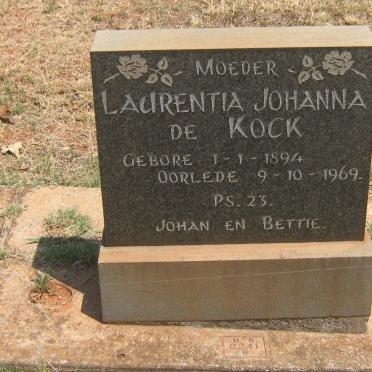 MOEDER
LAURENTIA JOHANNA
DE KOCK
GEBORE 1-1-1894
OORLEDE 9-10-1969.
PS. 23.
JOHAN EN BETTIE.